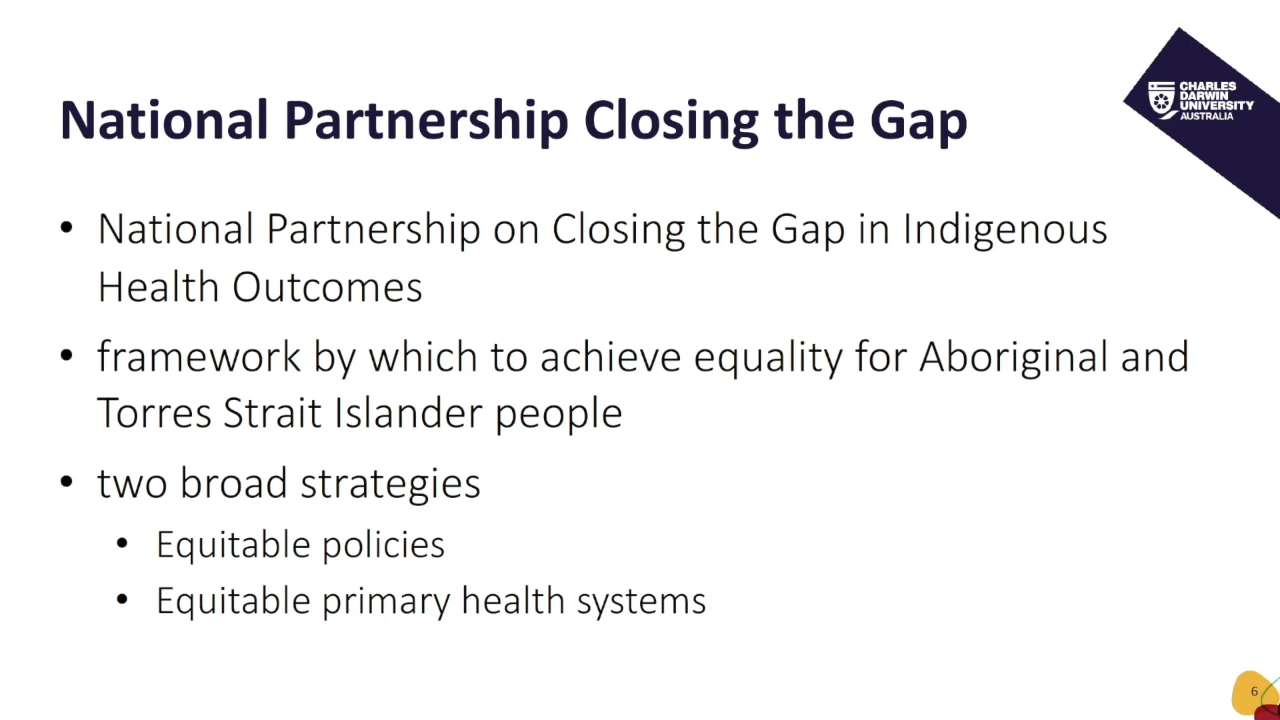 CHARLES
DARWIN
UNIVERSITY
AUSTRALIA
National Partnership Closing the Gap
• National Partnership on Closing the Gap in Indigenous
Health Outcomes
• framework by which to achieve equality for Aboriginal and
Torres Strait Islander people
• two broad strategies
• Equitable policies
• Equitable primary health systems
6